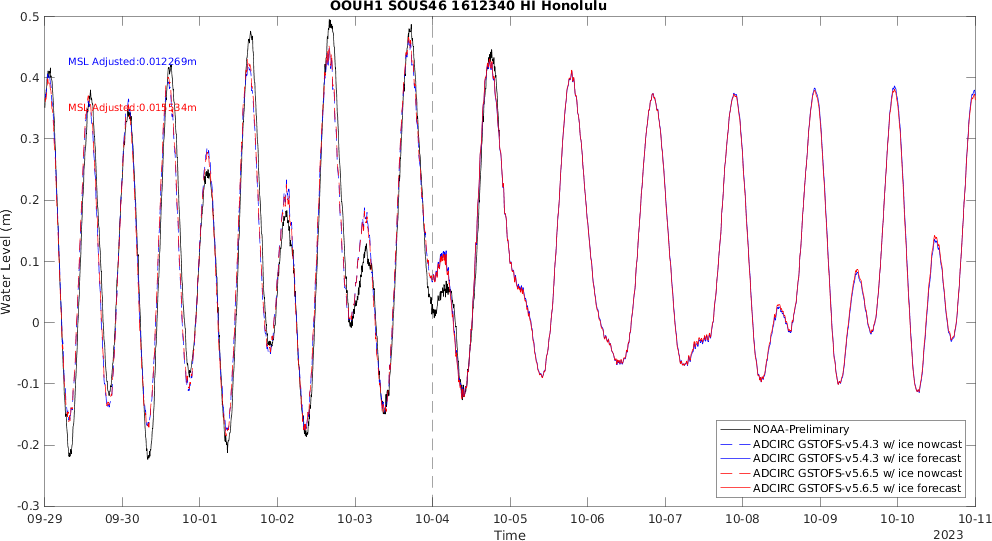 OOUH1 SOUS46 1612340 HI Honolulu
0.5
0.4
0.3
0.2
0.1
0
-0.1
-0.2
-0.3
Water Level (m)
MSL Adjusted:0.012269m
MSL Adjusted:0.015534m
NOAA-Preliminary
ADCIRC GSTOFS-v5.4.3 w/ ice nowcast
ADCIRC GSTOFS-v5.4.3 w/ ice forecast
ADCIRC GSTOFS-v5.6.5 w/ ice nowcast
ADCIRC GSTOFS-v5.6.5 w/ ice forecast
09-29 09-30 10-01 10-02 10-03 10-04 10-05 10-06 10-07 10-08 10-09 10-10 10-11
Time
2023